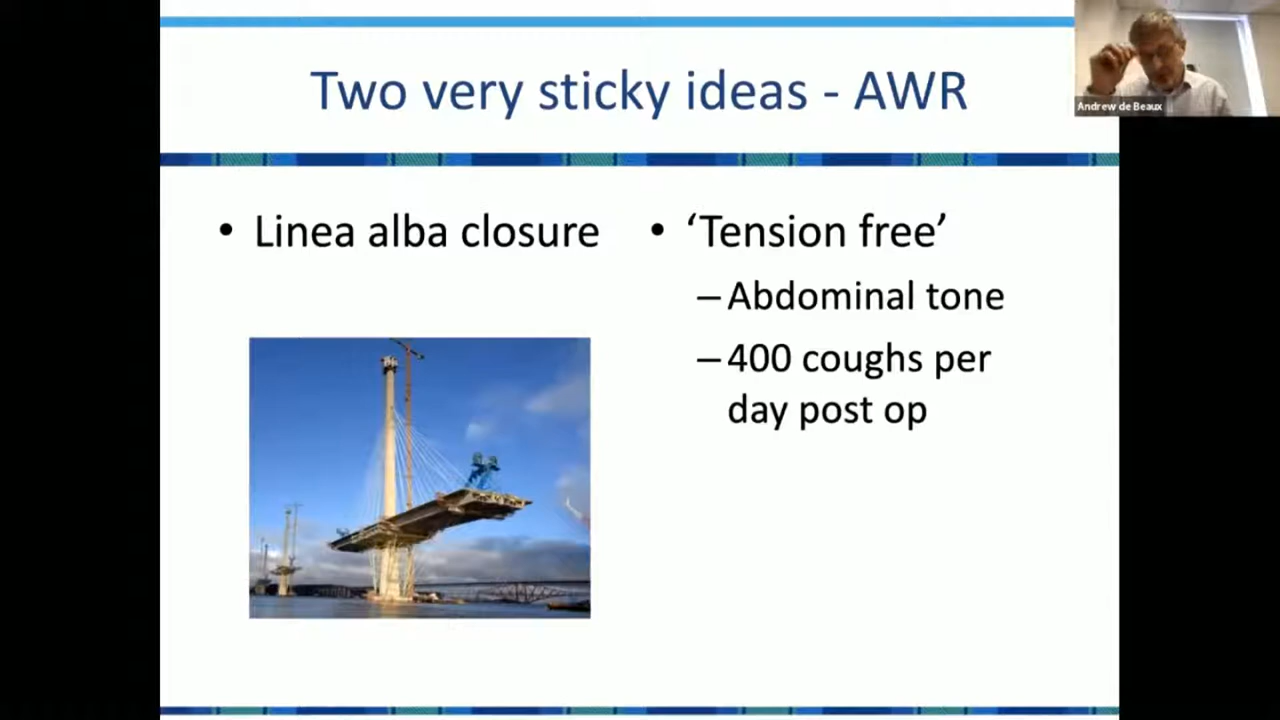 Two very sticky ideas - AWR
Andrew de Beaux
• Linea alba closure
• ‘Tension free’
– Abdominal tone
– 400 coughs per
day post op